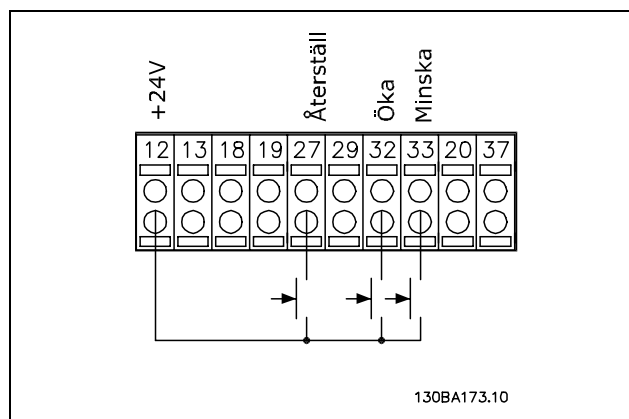 +24V
Återställ
Öka
Minska
12 13 18 19 27 29 32 33 20 37
130BA173.10